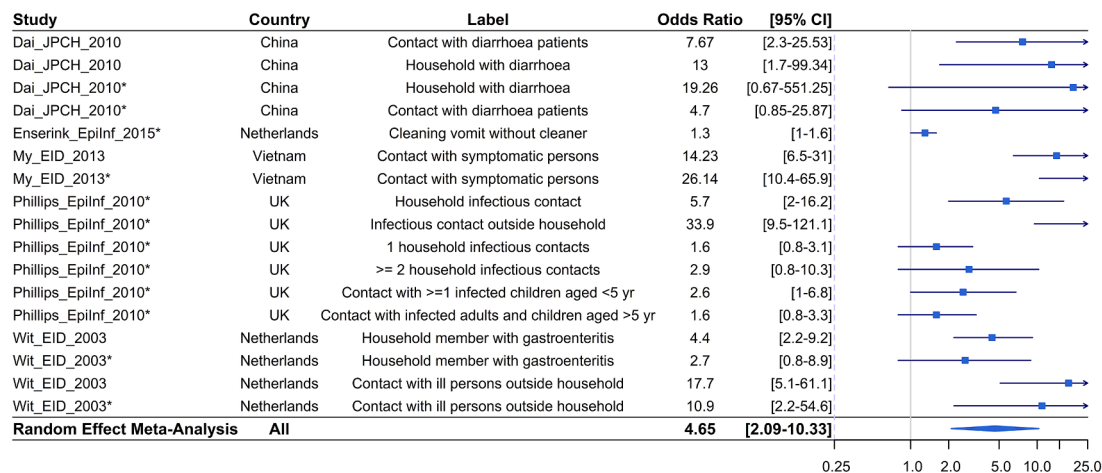 Study Country Label Odds Ratio [95% CI]
Dai_JPCH_2010 China Contact with diarrhoea patients 7.67 [2.3-25.53]
Dai_JPCH_2010 China Household with diarrhoea 13 [1.7-99.34]
Dai_JPCH_2010* China Household with diarrhoea 19.26 [0.67-551.25]
Dai_JPCH_2010* China Contact with diarrhoea patients 4.7 [0.85-25.87]
Enserink_EpiInf_2015* Netherlands Cleaning vomit without cleaner 1.3 [1-1.6]
My_EID_2013 Vietnam Contact with symptomatic persons 14.23 [6.5-31]
My_EID_2013* Vietnam Contact with symptomatic persons 26.14 [10.4-65.9]
Phillips_EpiInf_2010* UK Household infectious contact 5.7 [2-16.2]
Phillips_EpiInf_2010* UK Infectious contact outside household 33.9 [9.5-121.1]
Phillips_EpiInf_2010* UK 1 household infectious contacts 1.6 [0.8-3.1]
Phillips_EpiInf_2010* UK >= 2 household infectious contacts 2.9 [0.8-10.3]
Phillips_EpiInf_2010* UK Contact with >=1 infected children aged <5 yr 2.6 [1-6.8]
Phillips_EpiInf_2010* UK Contact with infected adults and children aged >5 yr 1.6 [0.8-3.3]
Wit_EID_2003 Netherlands Household member with gastroenteritis 4.4 [2.2-9.2]
Wit_EID_2003* Netherlands Household member with gastroenteritis 2.7 [0.8-8.9]
Wit_EID_2003 Netherlands Contact with ill persons outside household 17.7 [5.1-61.1]
Wit_EID_2003* Netherlands Contact with ill persons outside household 10.9 [2.2-54.6]
Random Effect Meta-Analysis All 4.65 [2.09-10.33]
0.25 1.0 2.0 5.0 10.0 25.0